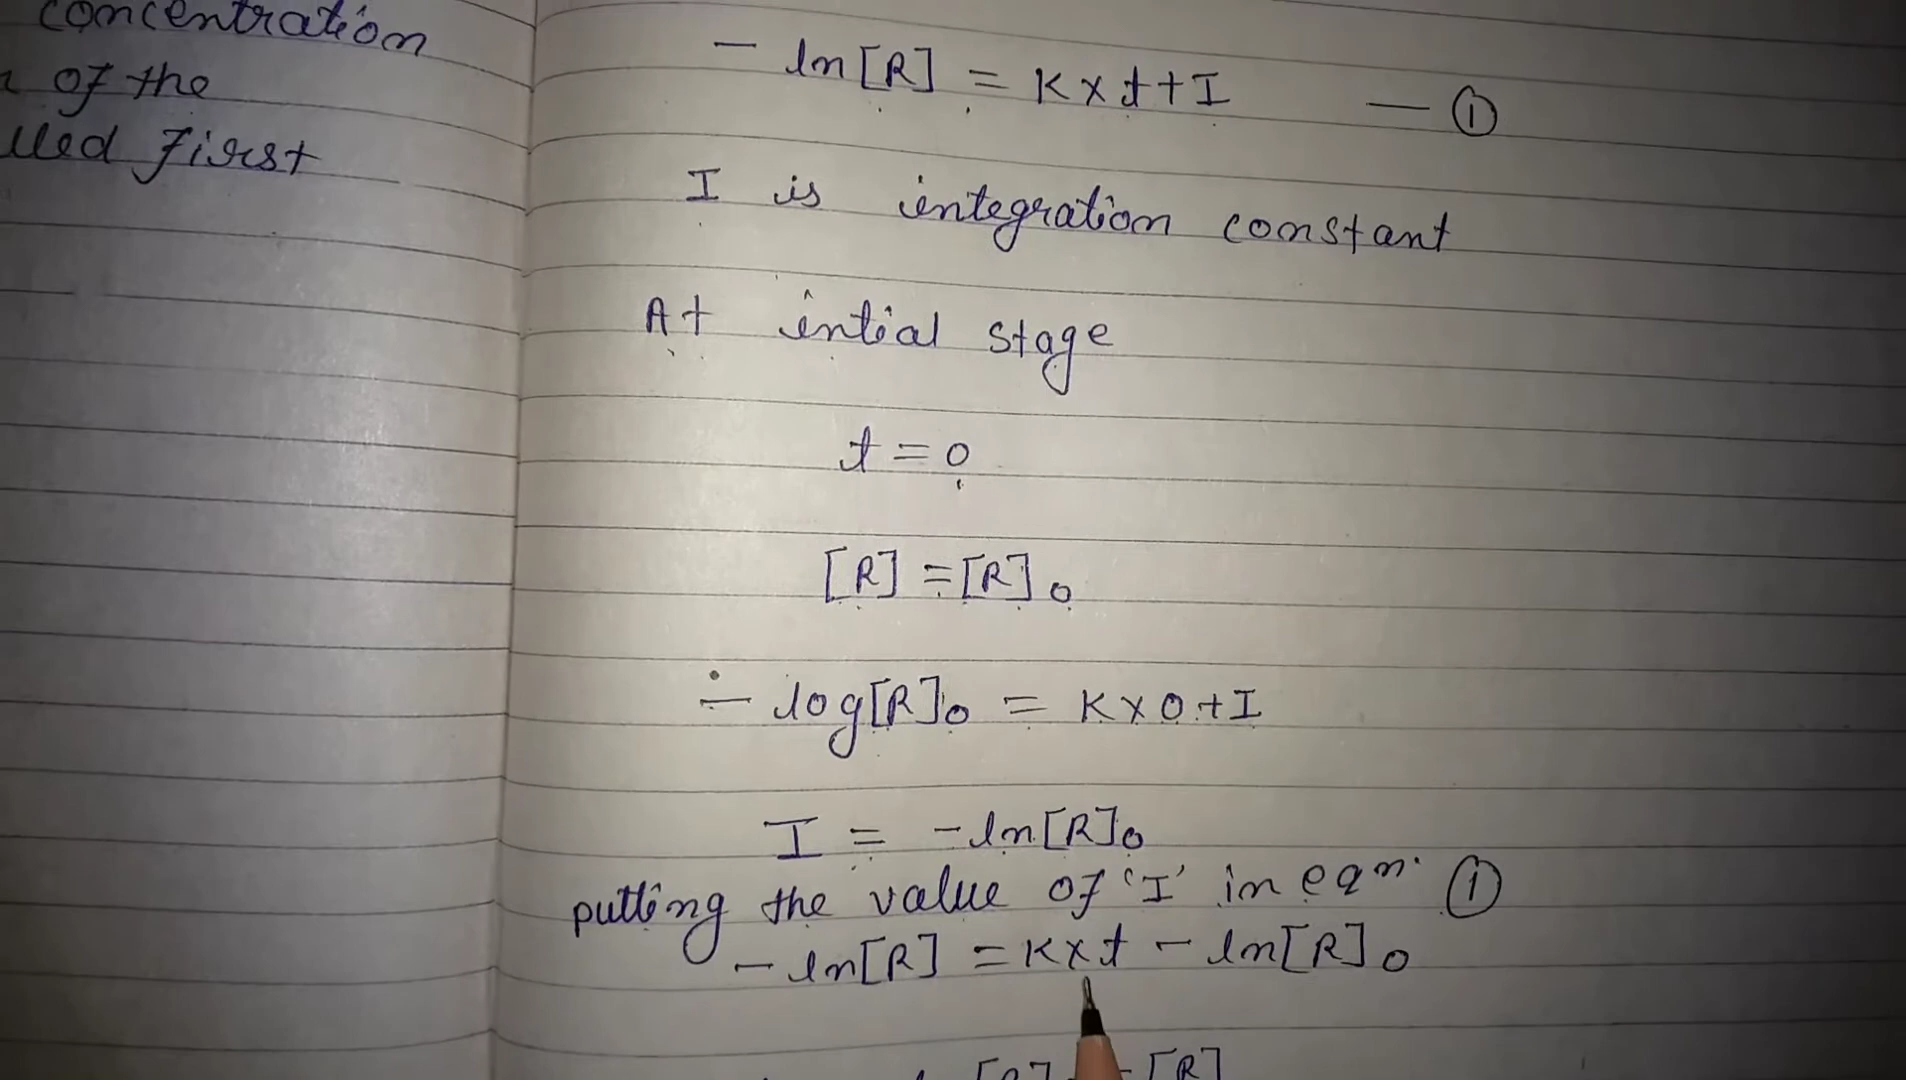 concentration
of the
first
- ln[R] = K×t+I — ①
I is integration constant
At intial stage
t = 0
[R] = [R]₀
- log[R]₀ = K×0+I
I = -ln[R]₀
putting the value of 'I' in eqn. ①
- ln[R] = K×t - ln[R]₀